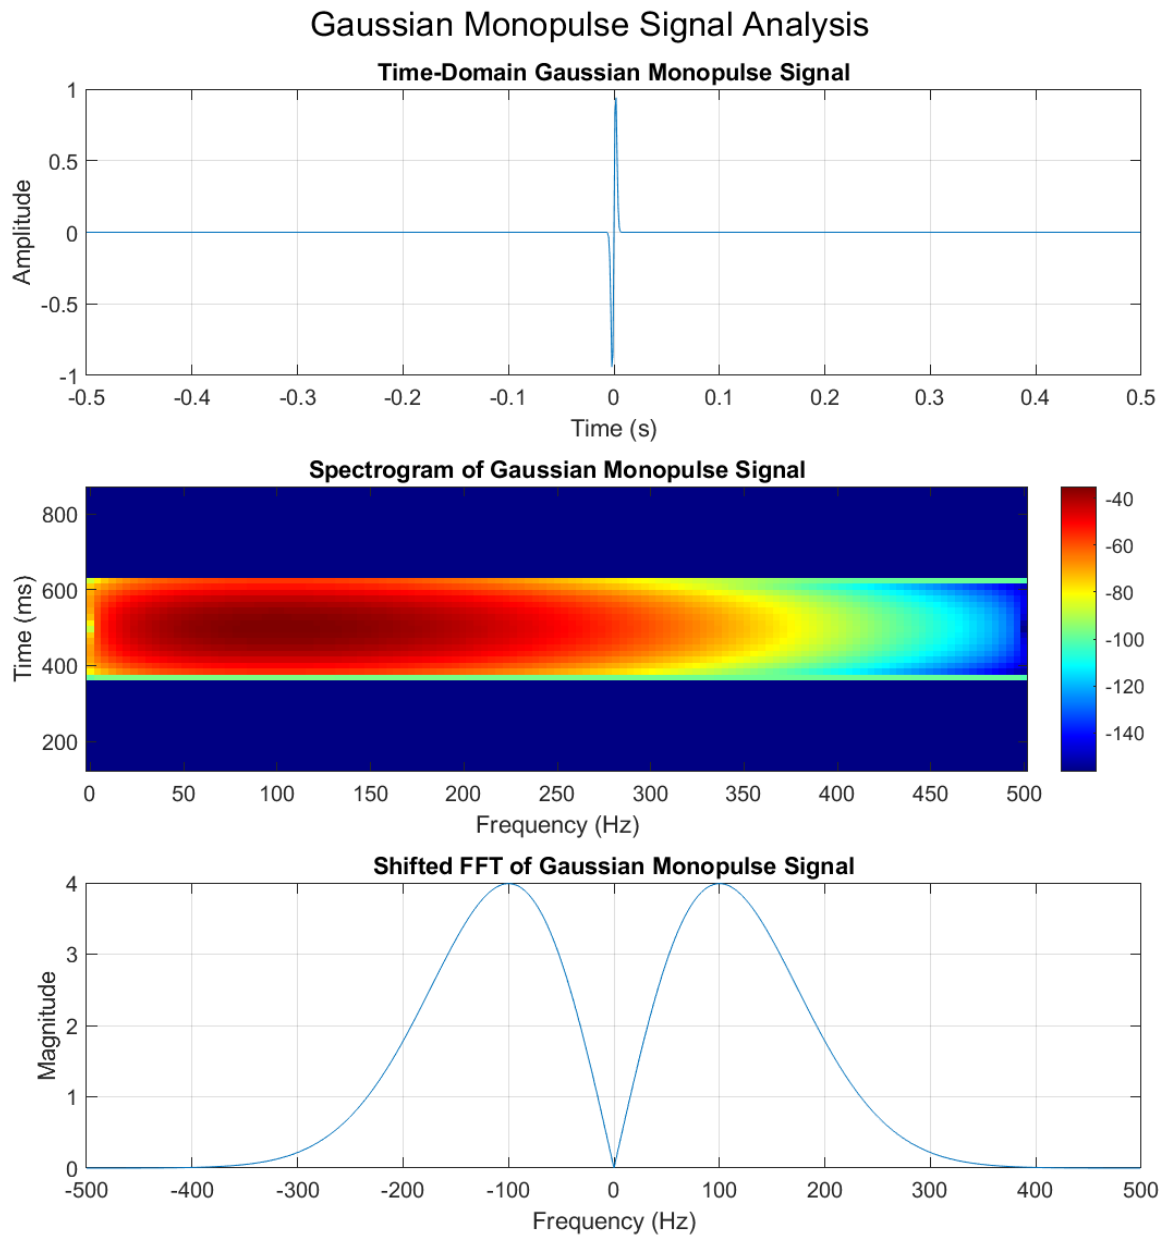 Gaussian Monopulse Signal Analysis
Time-Domain Gaussian Monopulse Signal
1
0.5
0
-0.5
-1
Amplitude
-0.5 -0.4 -0.3 -0.2 -0.1 0 0.1 0.2 0.3 0.4 0.5
Time (s)
Spectrogram of Gaussian Monopulse Signal
800
600
400
200
Time (ms)
0 50 100 150 200 250 300 350 400 450 500
Frequency (Hz)
-40
-60
-80
-100
-120
-140
Shifted FFT of Gaussian Monopulse Signal
4
3
2
1
0
Magnitude
-500 -400 -300 -200 -100 0 100 200 300 400 500
Frequency (Hz)